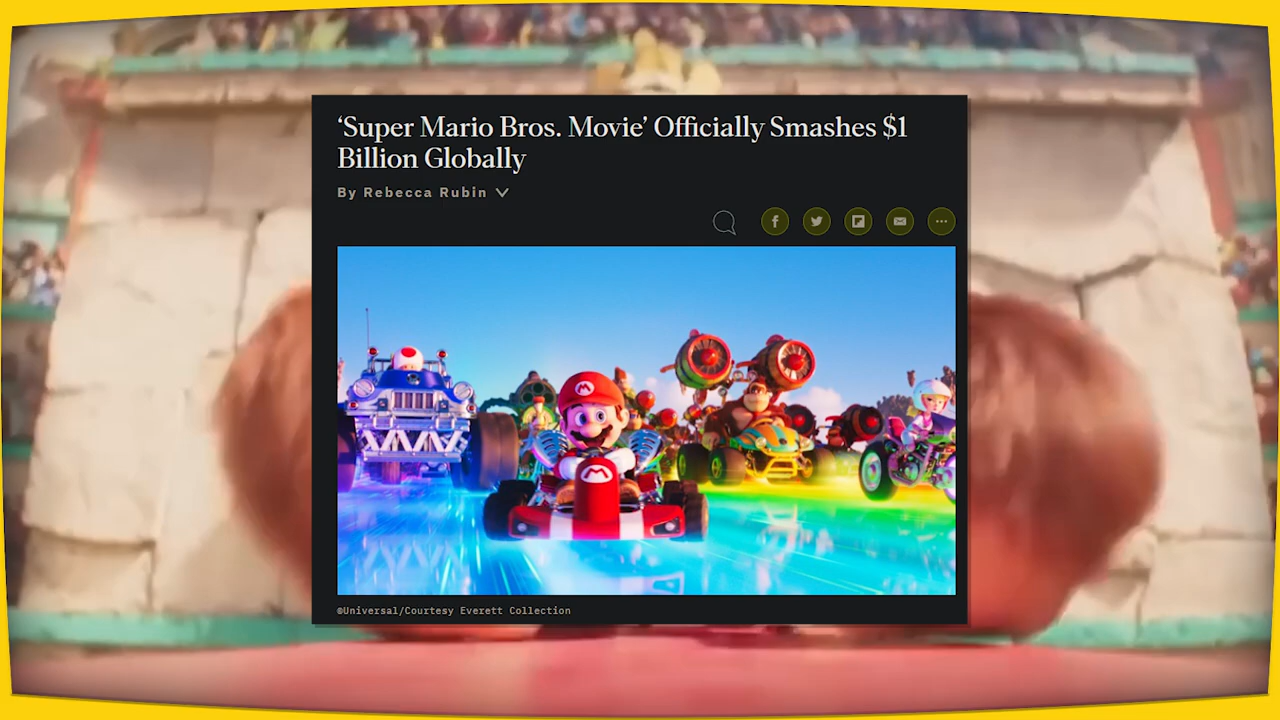 ‘Super Mario Bros. Movie’ Officially Smashes $1
Billion Globally
By Rebecca Rubin
M
M
©Universal/Courtesy Everett Collection